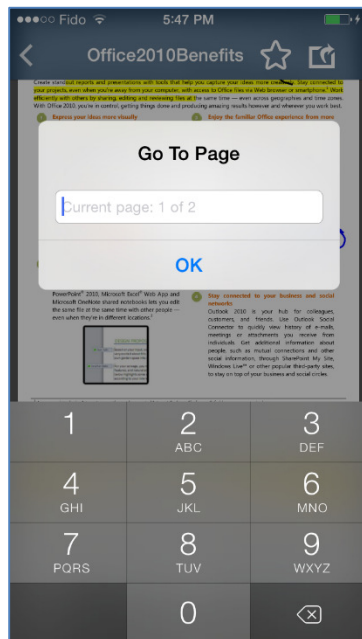 Fido 5:47 PM
Office2010Benefits
Create standout reports and presentations with tools that help you capture your ideas more creatively. Stay connected to
your projects, even when you're away from your computer, with access to Office files via Web browser or smartphone.¹ Work
efficiently with others by sharing, editing and reviewing files at the same time — even across geographies and time zones.
With Office 2010, you're in control, getting things done and producing amazing results however and wherever you work best.
Express your ideas more visually
Enjoy the familiar Office experience from more
Go To Page
Current page: 1 of 2
OK
PowerPoint® 2010, Microsoft Excel® Web App and
Microsoft OneNote shared notebooks lets you edit
the same file at the same time with other people —
even when they're in different locations.²
Stay connected to your business and social
networks
Outlook 2010 is your hub for colleagues,
customers, and friends. Use Outlook Social
Connector to quickly view history of e-mails,
meetings or attachments you receive from
individuals. Get additional information about
people, such as mutual connections and other
social information, through SharePoint My Site,
Windows Live™ or other popular third-party sites,
to stay on top of your business and social circles.
1
2
ABC
3
DEF
4
GHI
5
JKL
6
MNO
7
PQRS
8
TUV
9
WXYZ
0